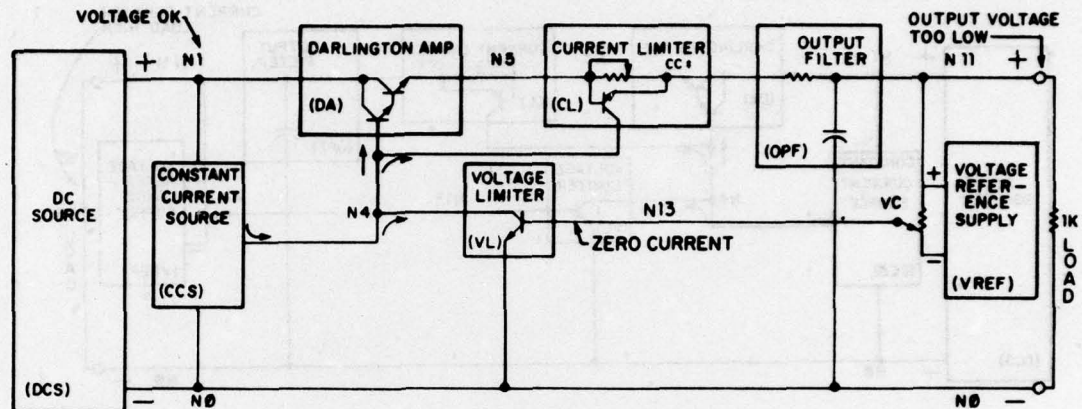 VOLTAGE OK
N1
+
DARLINGTON AMP
(DA)
N5
CURRENT LIMITER
CC
(CL)
OUTPUT
FILTER
(OPF)
OUTPUT VOLTAGE
TOO LOW
N11
+
DC
SOURCE
(DCS)
CONSTANT
CURRENT
SOURCE
(CCS)
N4
VOLTAGE
LIMITER
(VL)
N13
ZERO CURRENT
VC
+
VOLTAGE
REFER-
ENCE
SUPPLY
−
(VREF)
1K
LOAD
−
NØ
NØ
−